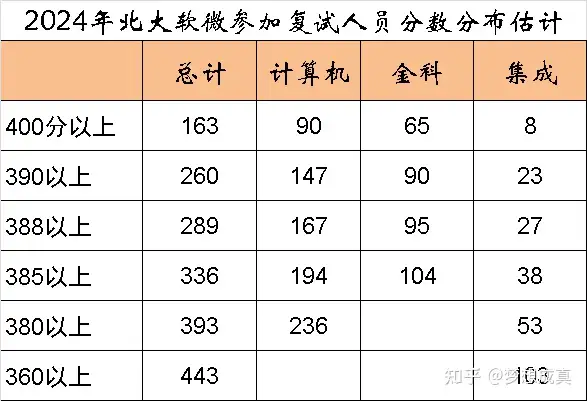 2024年北大软微参加复试人员分数分布估计
总计 计算机 金科 集成
400分以上 163 90 65 8
390以上 260 147 90 23
388以上 289 167 95 27
385以上 336 194 104 38
380以上 393 236 53
360以上 443 103
知乎 @梦想成真